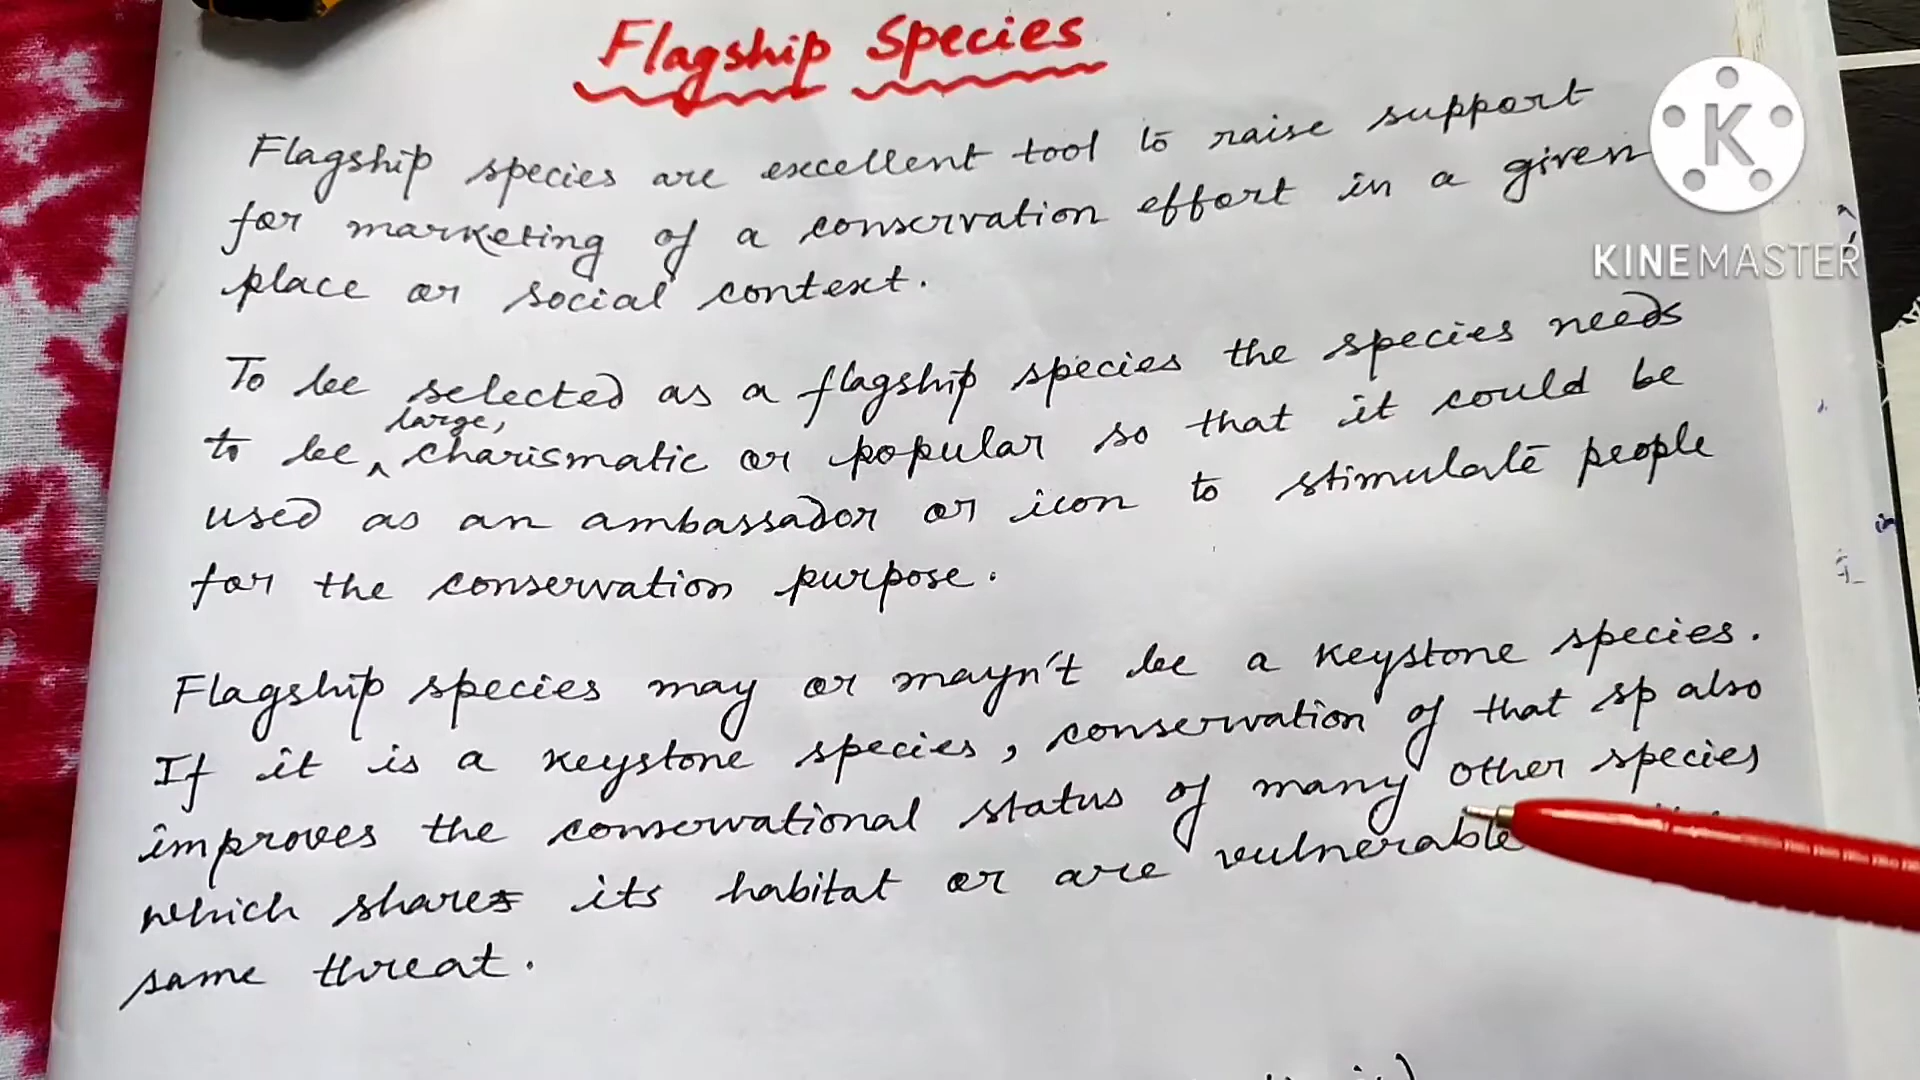 Flagship Species
Flagship species are excellent tool to raise support
for marketing of a conservation effort in a given
place or social context.
To be selected as a flagship species the species needs
large,
to be ^ charismatic or popular so that it could be
used as an ambassador or icon to stimulate people
for the conservation purpose.
Flagship species may or mayn't be a keystone species.
If it is a keystone species, conservation of that sp also
improves the conservational status of many other species
which shares its habitat or are vulnerable
same threat.
K
KINEMASTER